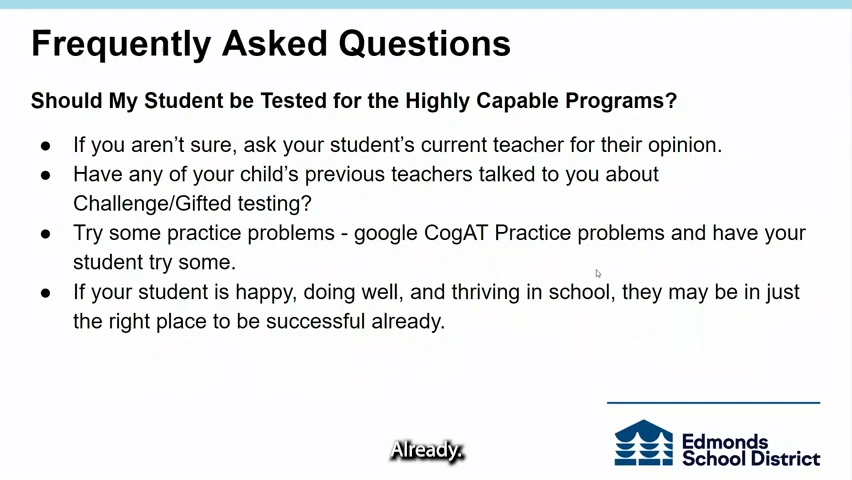 Frequently Asked Questions
Should My Student be Tested for the Highly Capable Programs?
● If you aren't sure, ask your student's current teacher for their opinion.
● Have any of your child's previous teachers talked to you about
Challenge/Gifted testing?
● Try some practice problems - google CogAT Practice problems and have your
student try some.
● If your student is happy, doing well, and thriving in school, they may be in just
the right place to be successful already.
Already.
Edmonds
School District